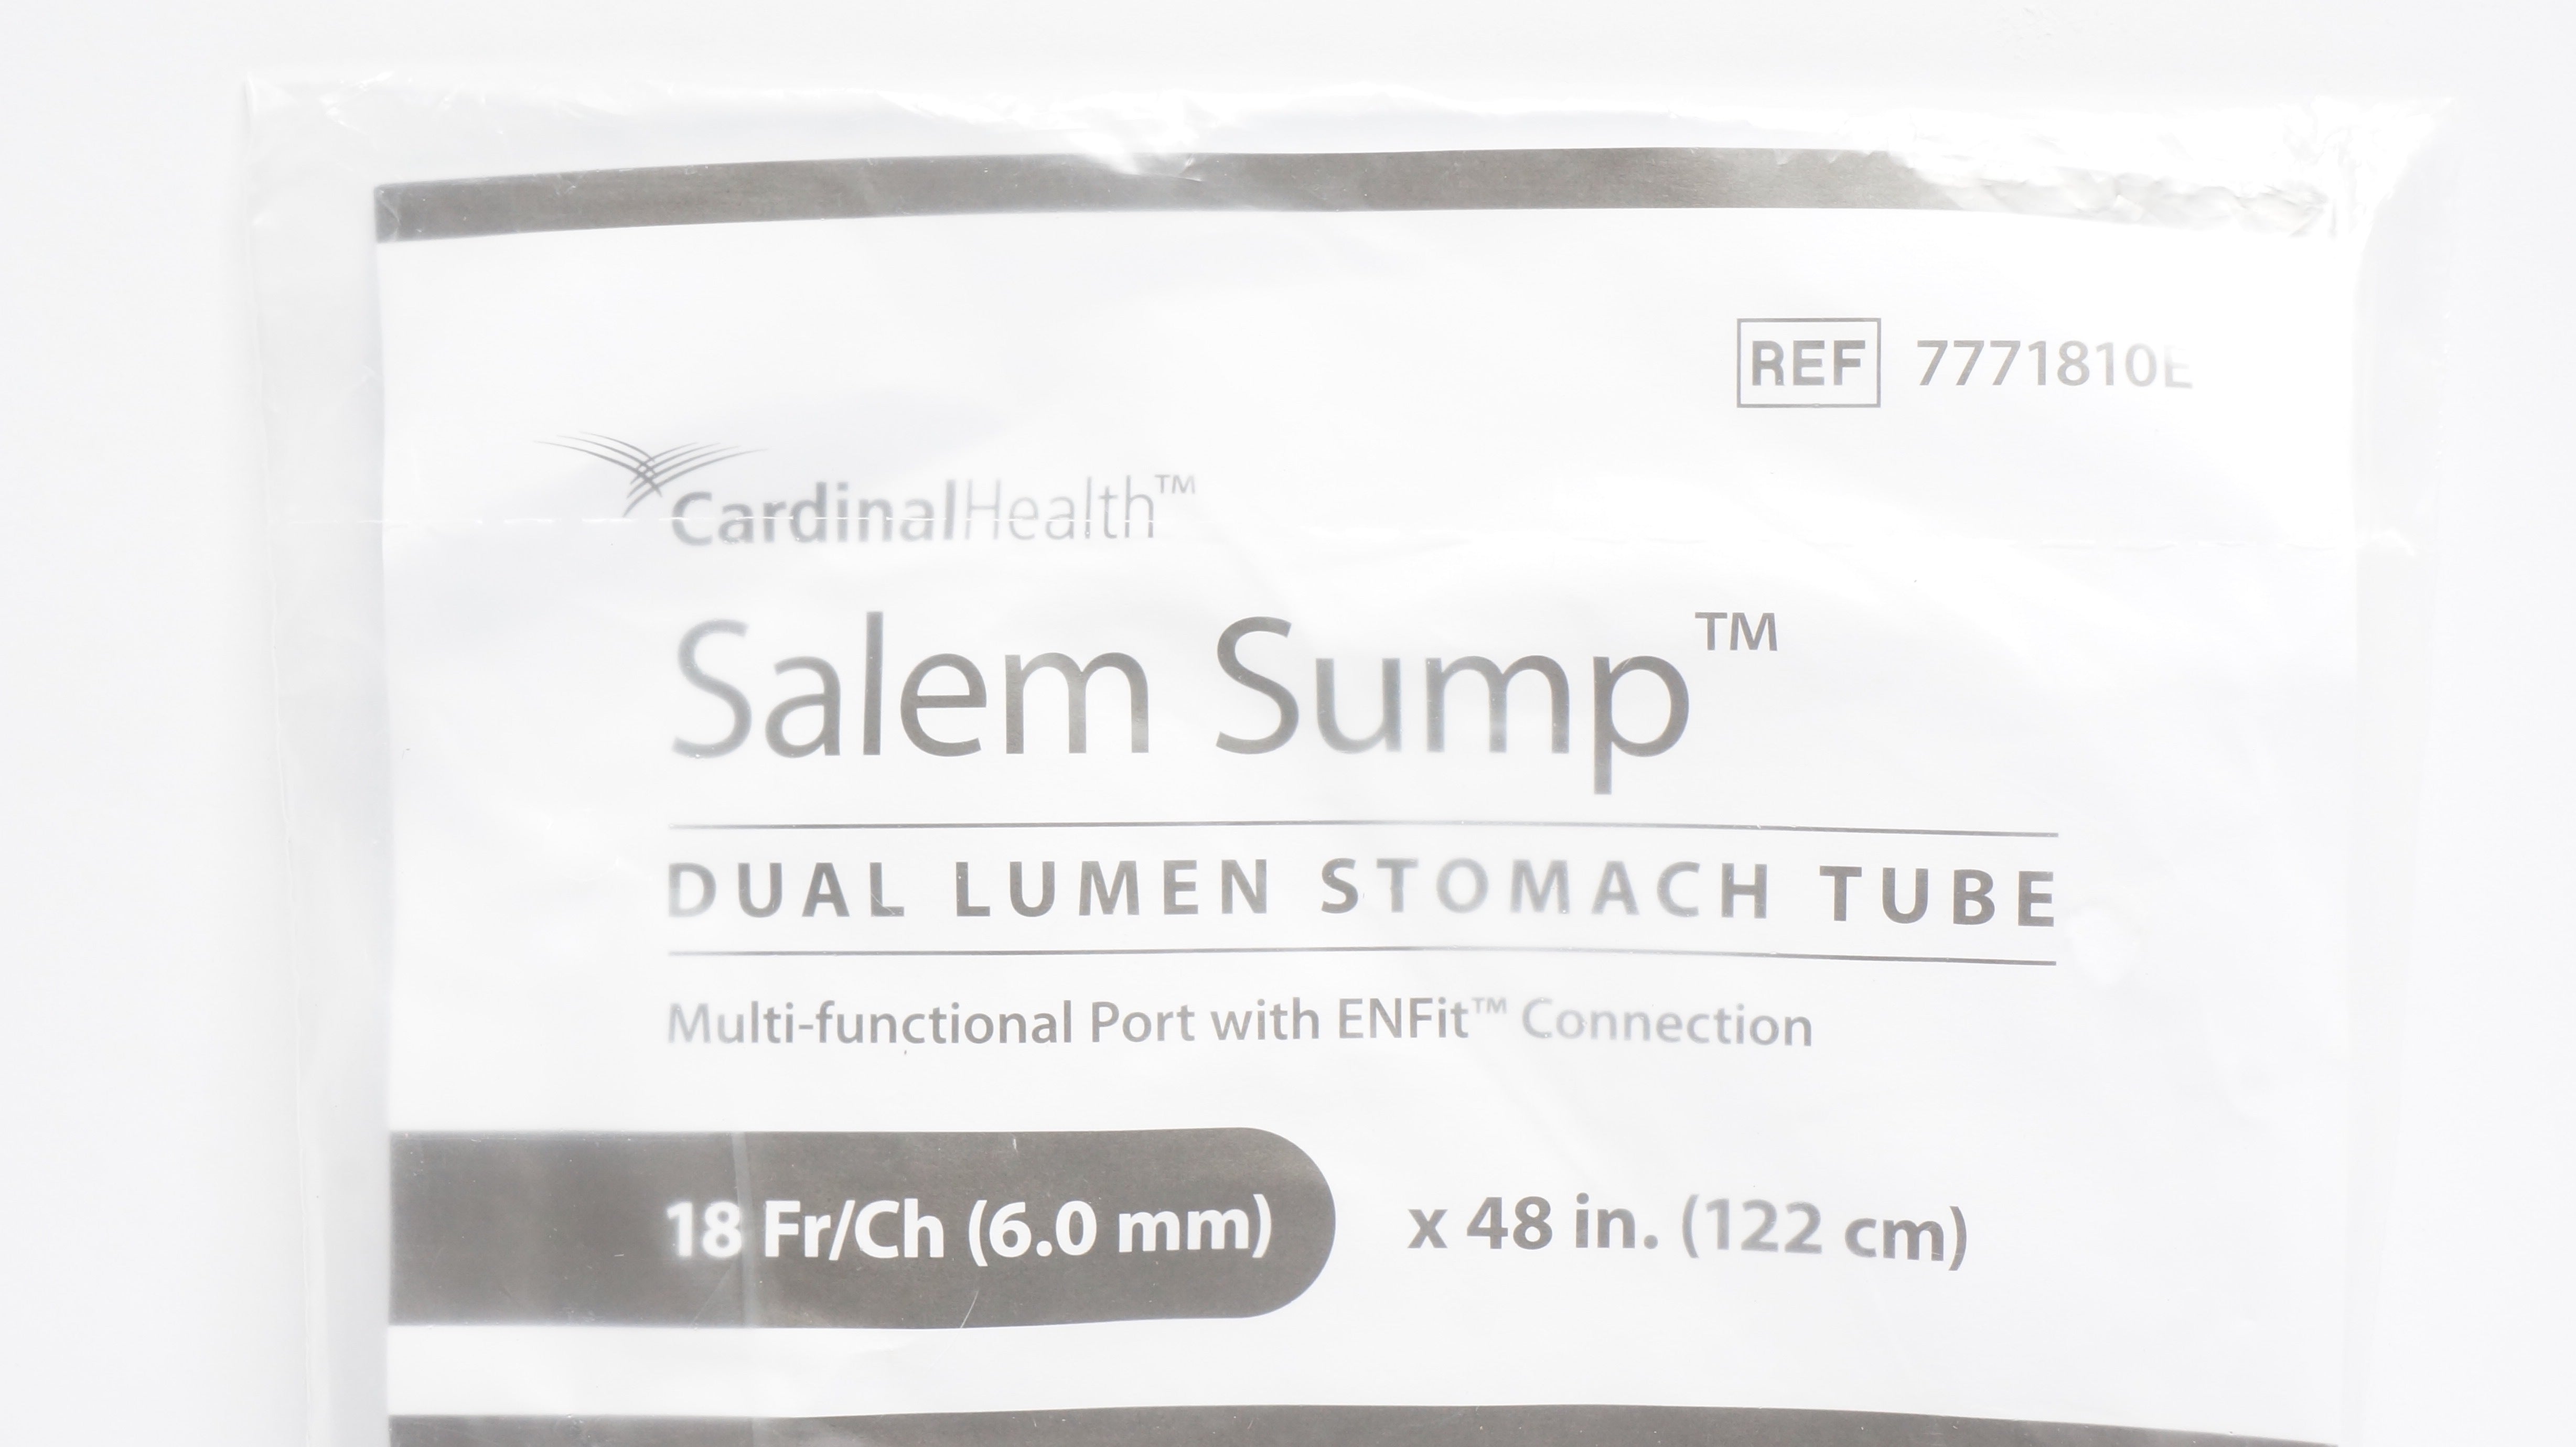 REF 7771810E
CardinalHealth™
Salem Sump™
DUAL LUMEN STOMACH TUBE
Multi-functional Port with ENFit™ Connection
18 Fr/Ch (6.0 mm) x 48 in. (122 cm)